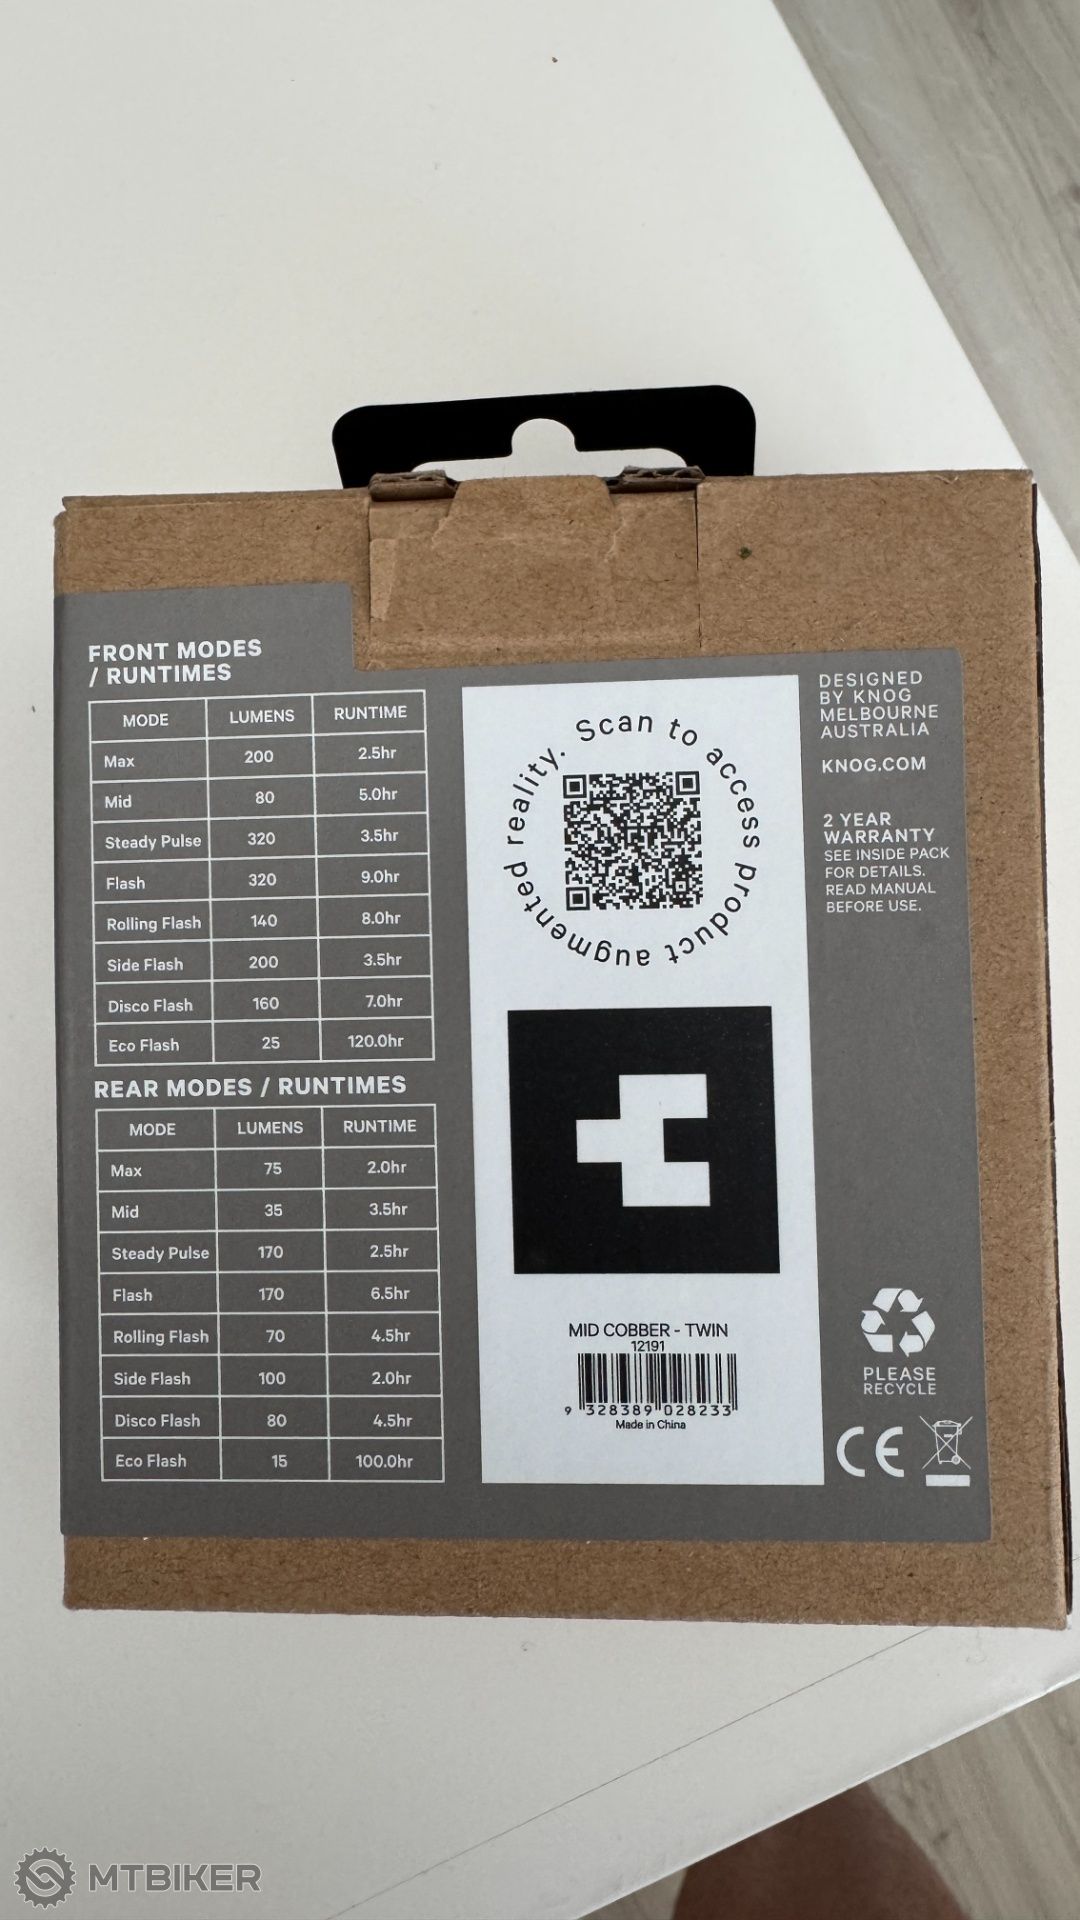 FRONT MODES
/ RUNTIMES
MODE LUMENS RUNTIME
Max 200 2.5hr
Mid 80 5.0hr
Steady Pulse 320 3.5hr
Flash 320 9.0hr
Rolling Flash 140 8.0hr
Side Flash 200 3.5hr
Disco Flash 160 7.0hr
Eco Flash 25 120.0hr
REAR MODES / RUNTIMES
MODE LUMENS RUNTIME
Max 75 2.0hr
Mid 35 3.5hr
Steady Pulse 170 2.5hr
Flash 170 6.5hr
Rolling Flash 70 4.5hr
Side Flash 100 2.0hr
Disco Flash 80 4.5hr
Eco Flash 15 100.0hr
Scan to access product augmented reality.
MID COBBER - TWIN
12191
9 328389 028233
Made in China
DESIGNED
BY KNOG
MELBOURNE
AUSTRALIA
KNOG.COM
2 YEAR
WARRANTY
SEE INSIDE PACK
FOR DETAILS.
READ MANUAL
BEFORE USE.
PLEASE
RECYCLE
CE
MTBIKER